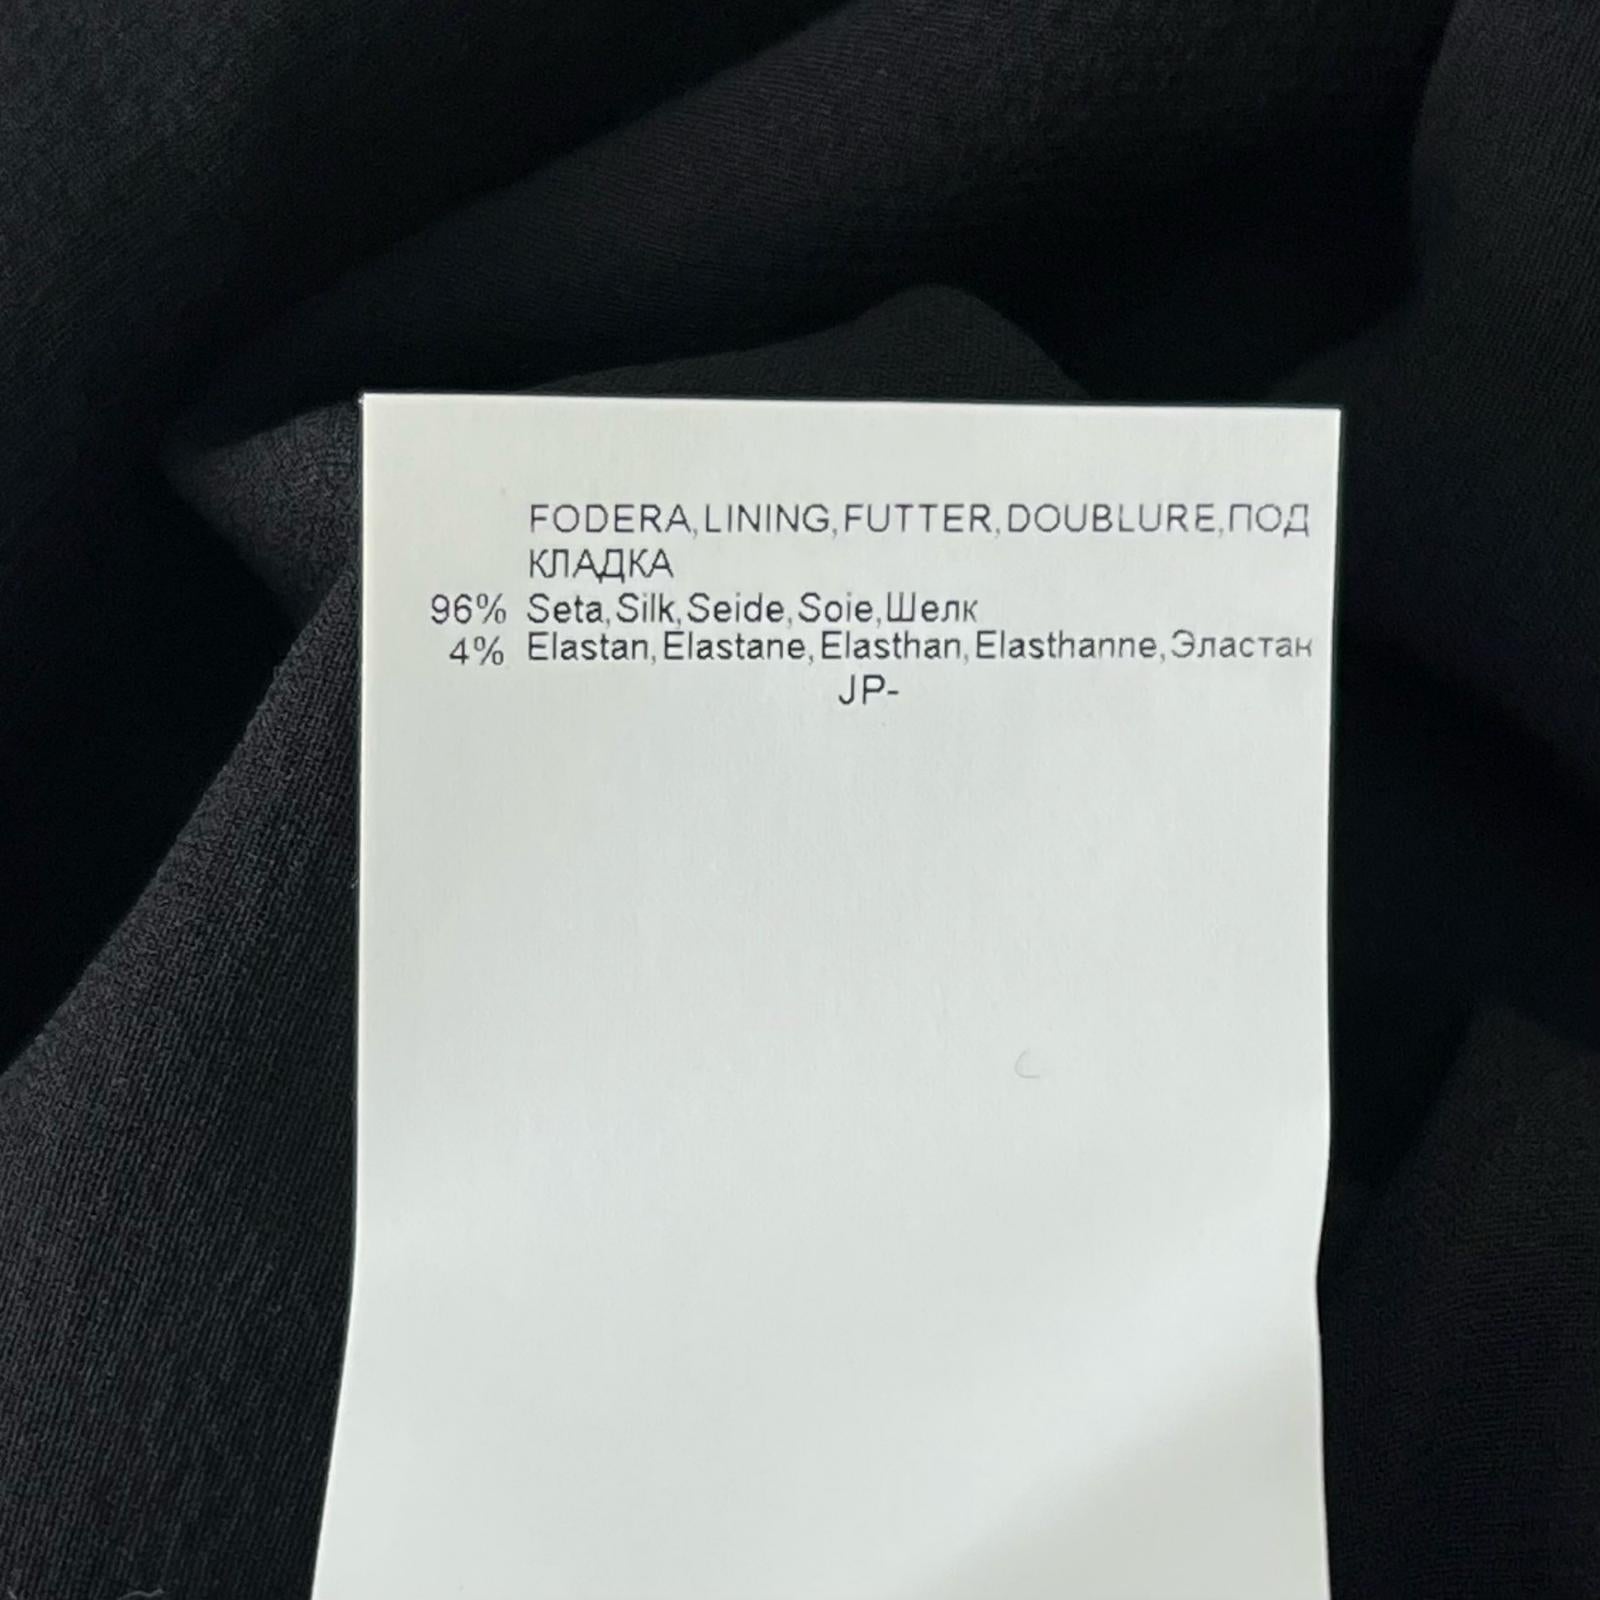 FODERA,LINING,FUTTER,DOUBLURE,ПОД
КЛАДКА
96% Seta,Silk,Seide,Soie,Шелк
4% Elastan,Elastane,Elasthan,Elasthanne,Эластан
JP-